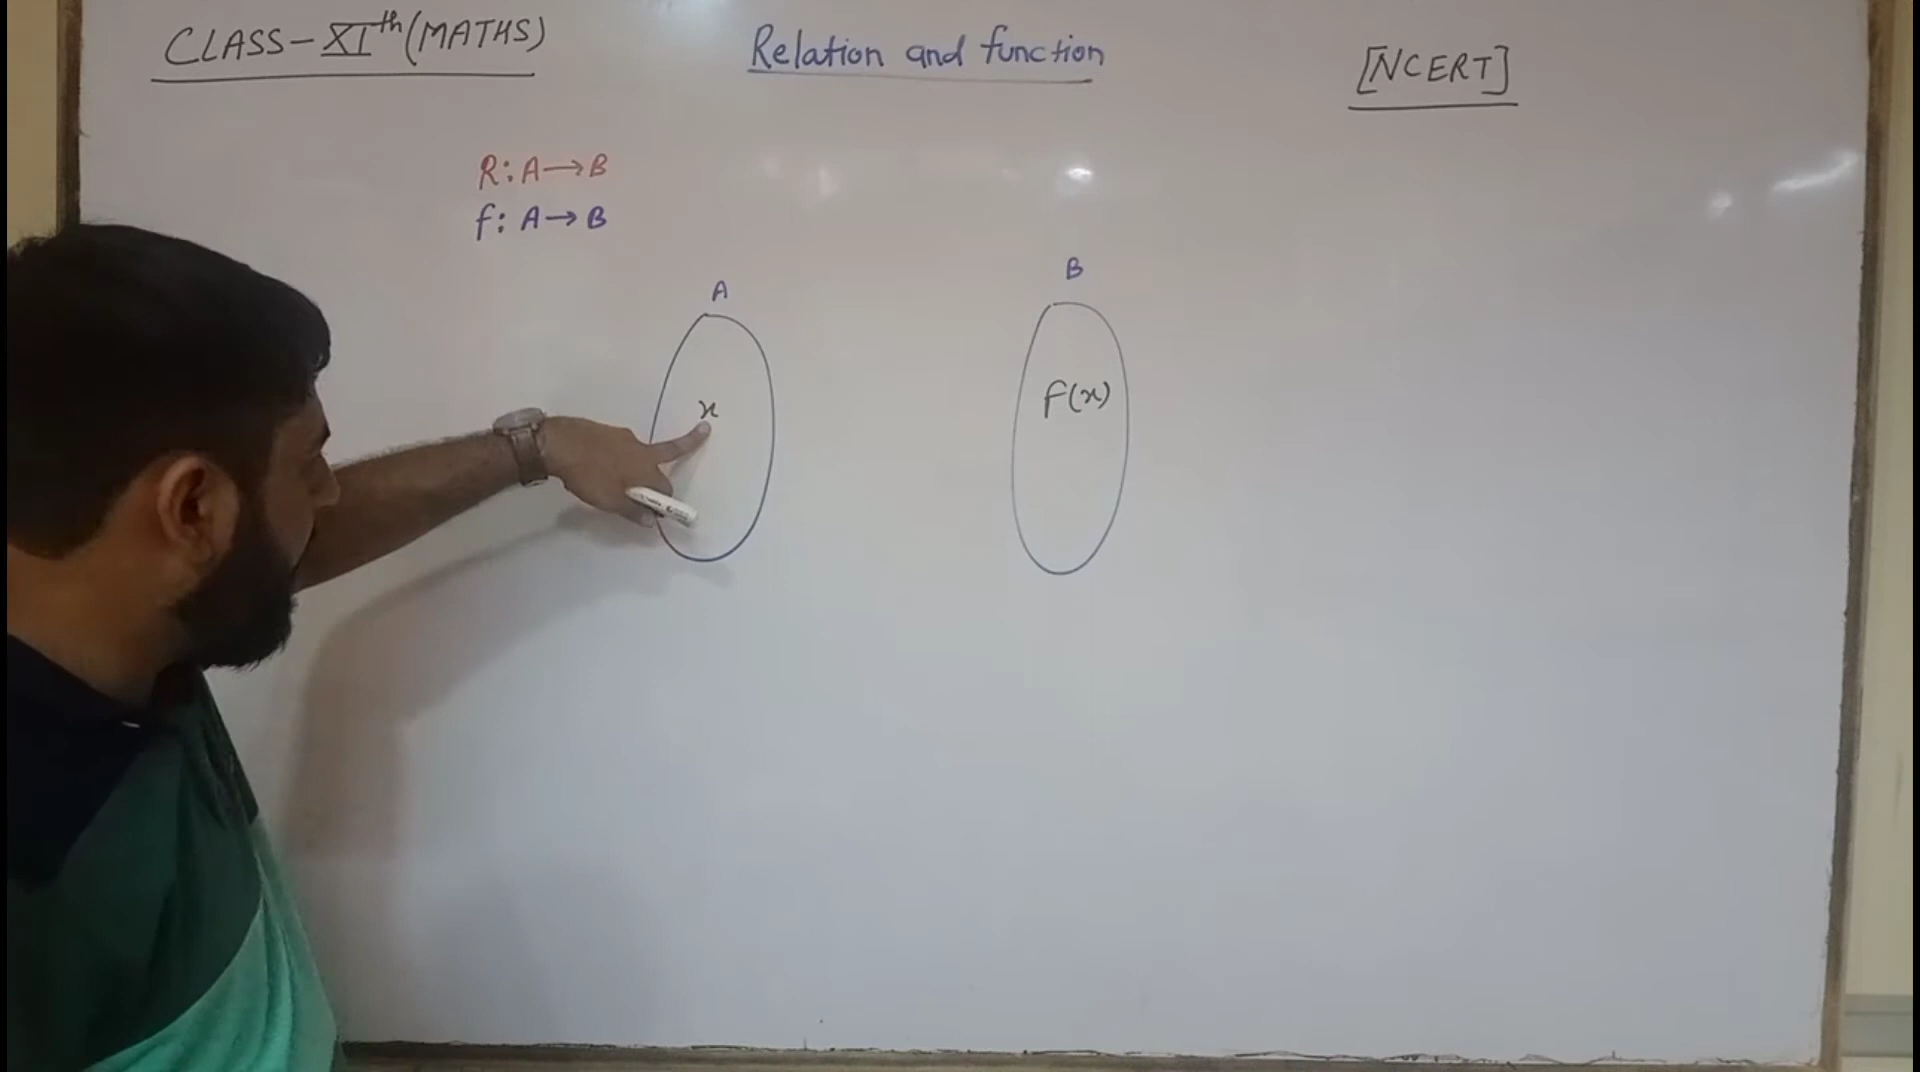 CLASS-XIth (MATHS)
Relation and function
[NCERT]
R: A→B
f: A→B
A
B
x
f(x)